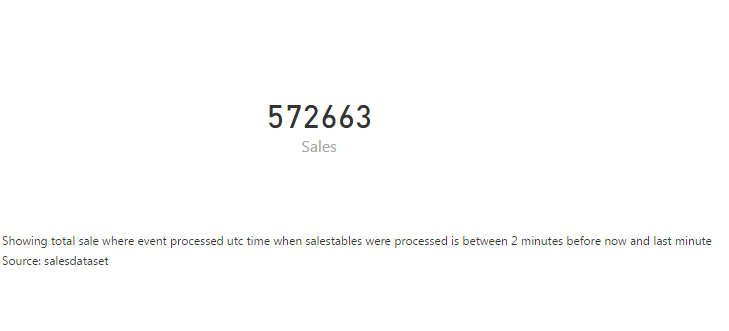 572663
Sales
Showing total sale where event processed utc time when salestables were processed is between 2 minutes before now and last minute
Source: salesdataset